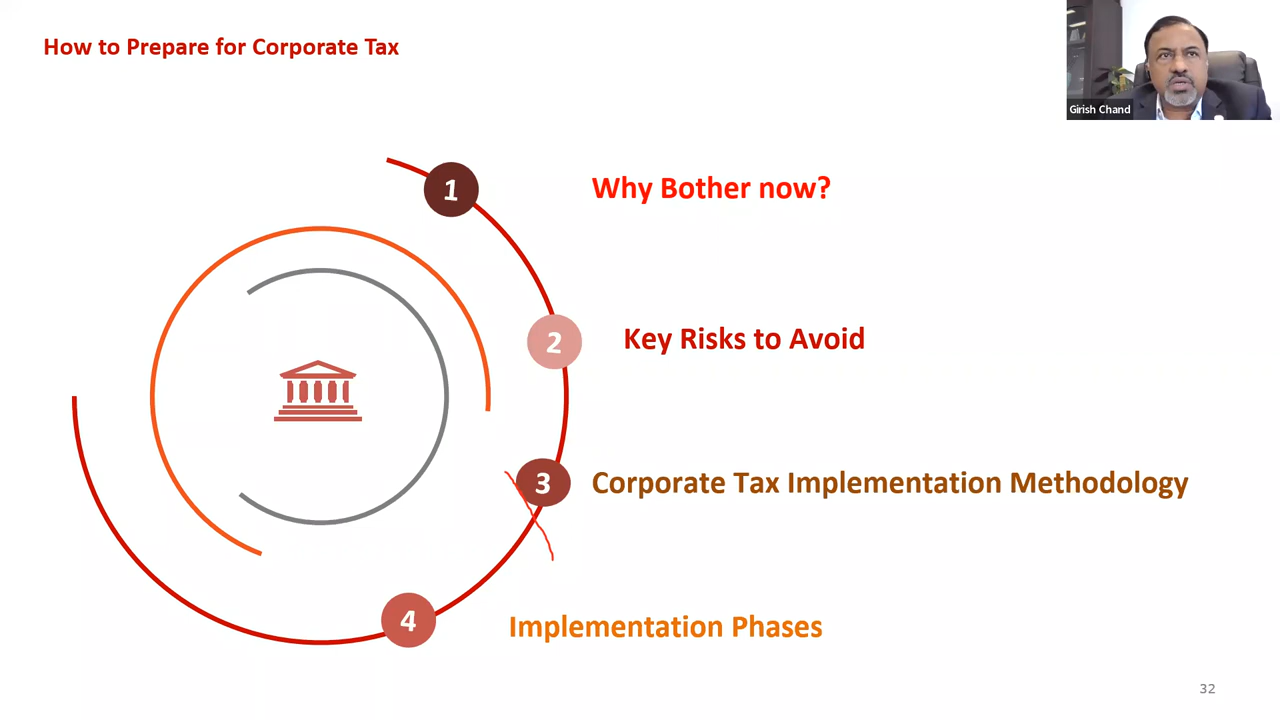 How to Prepare for Corporate Tax
Girish Chand
1
Why Bother now?
2
Key Risks to Avoid
3
Corporate Tax Implementation Methodology
4
Implementation Phases
32